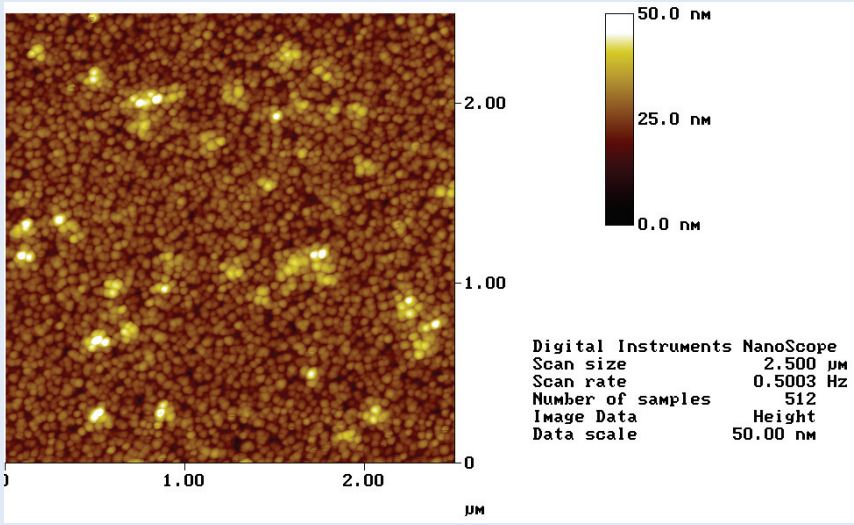 50.0 nm
25.0 nm
0.0 nm
2.00
1.00
0
0 1.00 2.00
µm
Digital Instruments NanoScope
Scan size 2.500 µm
Scan rate 0.5003 Hz
Number of samples 512
Image Data Height
Data scale 50.00 nm